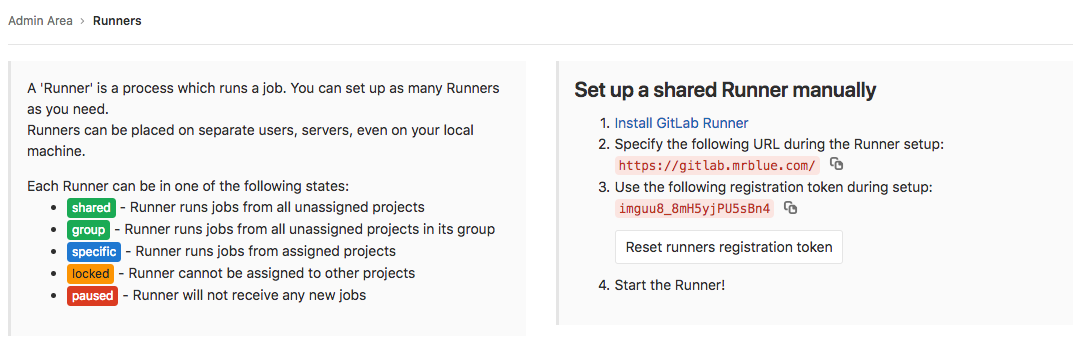 Admin Area › Runners
A 'Runner' is a process which runs a job. You can set up as many Runners
as you need.
Runners can be placed on separate users, servers, even on your local
machine.
Each Runner can be in one of the following states:
• shared - Runner runs jobs from all unassigned projects
• group - Runner runs jobs from all unassigned projects in its group
• specific - Runner runs jobs from assigned projects
• locked - Runner cannot be assigned to other projects
• paused - Runner will not receive any new jobs
Set up a shared Runner manually
1. Install GitLab Runner
2. Specify the following URL during the Runner setup:
https://gitlab.mrblue.com/
3. Use the following registration token during setup:
imguu8_8mH5yjPU5sBn4
Reset runners registration token
4. Start the Runner!